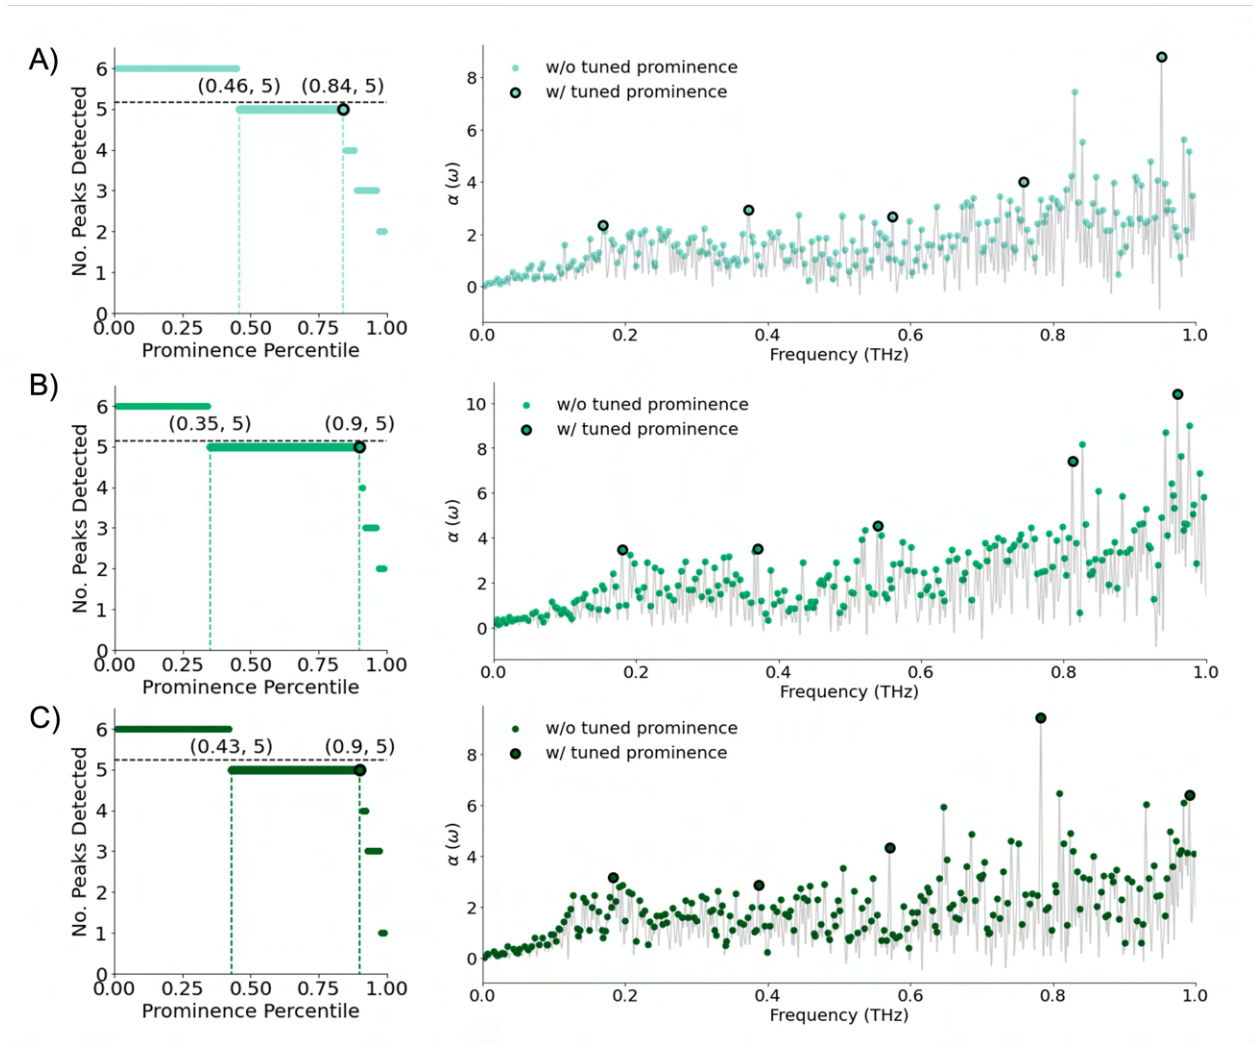 A)
No. Peaks Detected
6
5
4
3
2
1
0
(0.46, 5) (0.84, 5)
0.00 0.25 0.50 0.75 1.00
Prominence Percentile
α (ω)
8
6
4
2
0
w/o tuned prominence
w/ tuned prominence
0.0 0.2 0.4 0.6 0.8 1.0
Frequency (THz)
B)
No. Peaks Detected
6
5
4
3
2
1
0
(0.35, 5) (0.9, 5)
0.00 0.25 0.50 0.75 1.00
Prominence Percentile
α (ω)
10
8
6
4
2
0
w/o tuned prominence
w/ tuned prominence
0.0 0.2 0.4 0.6 0.8 1.0
Frequency (THz)
C)
No. Peaks Detected
6
5
4
3
2
1
0
(0.43, 5) (0.9, 5)
0.00 0.25 0.50 0.75 1.00
Prominence Percentile
α (ω)
8
6
4
2
0
w/o tuned prominence
w/ tuned prominence
0.0 0.2 0.4 0.6 0.8 1.0
Frequency (THz)